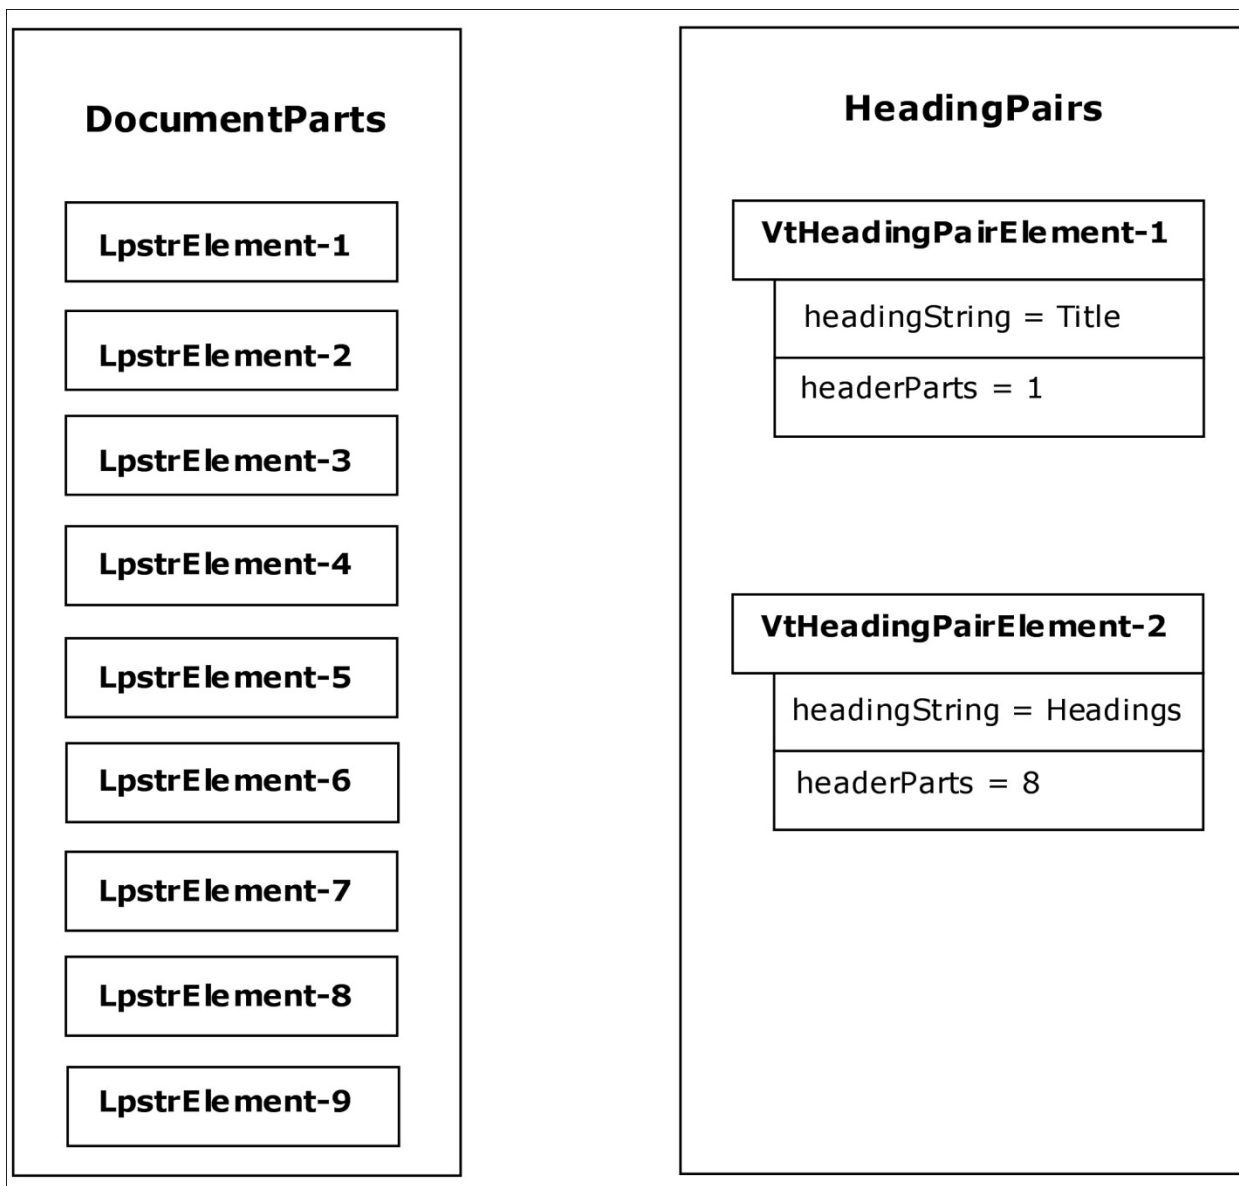 DocumentParts
LpstrElement-1
LpstrElement-2
LpstrElement-3
LpstrElement-4
LpstrElement-5
LpstrElement-6
LpstrElement-7
LpstrElement-8
LpstrElement-9
HeadingPairs
VtHeadingPairElement-1
headingString = Title
headerParts = 1
VtHeadingPairElement-2
headingString = Headings
headerParts = 8